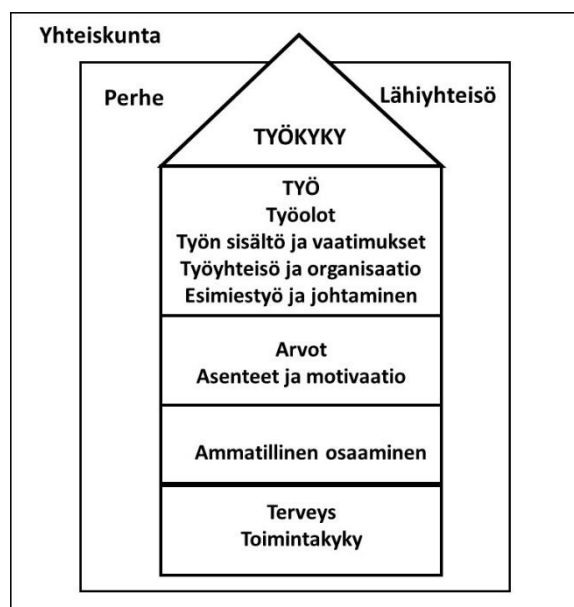 Yhteiskunta
Perhe
Lähiyhteisö
TYÖKYKY
TYÖ
Työolot
Työn sisältö ja vaatimukset
Työyhteisö ja organisaatio
Esimiestyö ja johtaminen
Arvot
Asenteet ja motivaatio
Ammatillinen osaaminen
Terveys
Toimintakyky